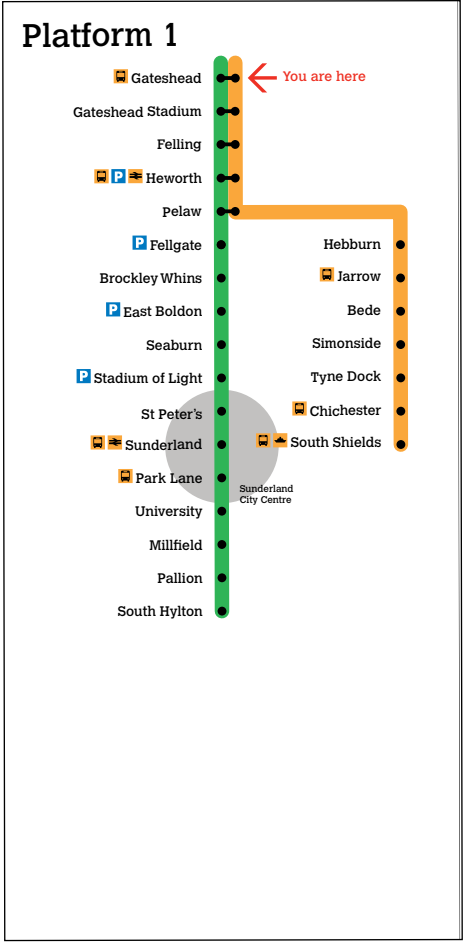 Platform 1
Gateshead
You are here
Gateshead Stadium
Felling
P Heworth
Pelaw
P Fellgate
Brockley Whins
P East Boldon
Seaburn
P Stadium of Light
St Peter's
Sunderland
Park Lane
University
Millfield
Pallion
South Hylton
Hebburn
Jarrow
Bede
Simonside
Tyne Dock
Chichester
South Shields
Sunderland
City Centre